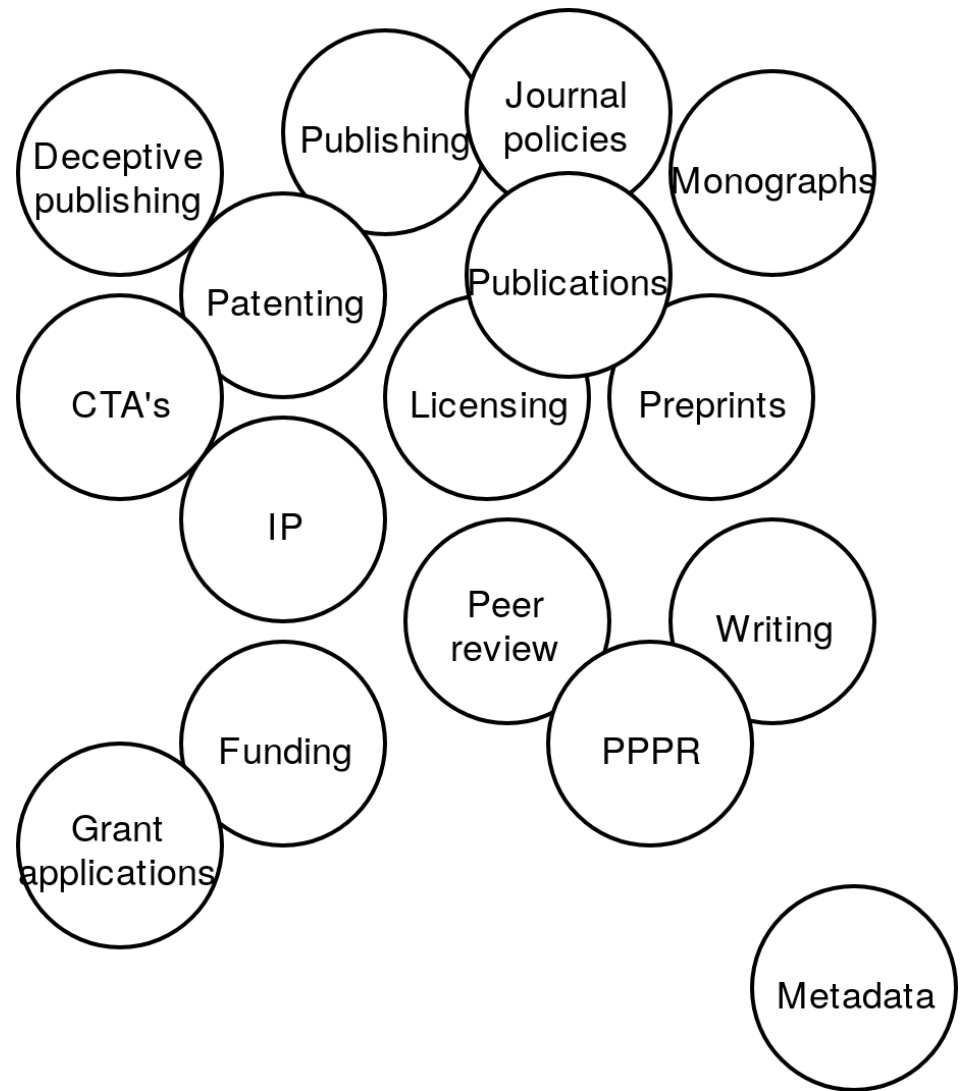 Journal
policies
Publishing
Deceptive
publishing
Monographs
Publications
Patenting
CTA's
Licensing
Preprints
IP
Peer
review
Writing
Funding
PPPR
Grant
applications
Metadata